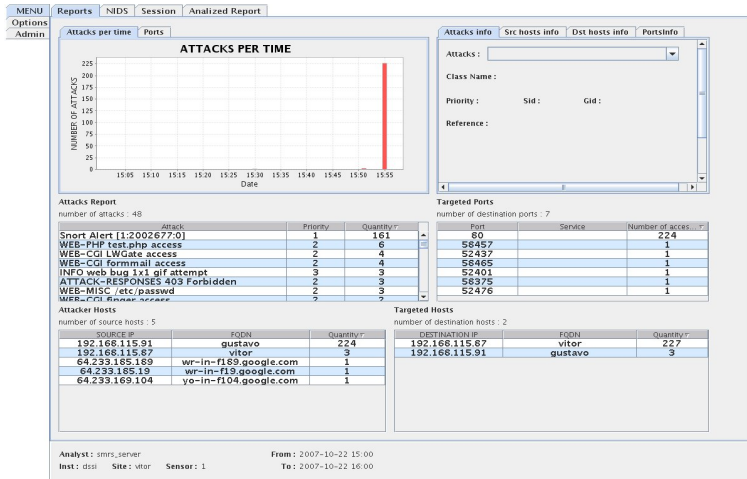 MENU
Options
Admin
Reports NIDS Session Analized Report
Attacks per time Ports
ATTACKS PER TIME
NUMBER OF ATTACKS
225
200
175
150
125
100
75
50
25
0
15:05 15:10 15:15 15:20 15:25 15:30 15:35 15:40 15:45 15:50 15:55
Date
Attacks info Src hosts info Dst hosts info PortsInfo
Attacks :
Class Name :
Priority : Sid : Gid :
Reference :
Attacks Report
number of attacks : 48
Attack Priority Quantity
Snort Alert [1:2002677:0] 1 161
WEB-PHP test.php access 2 6
WEB-CGI LWGate access 2 4
WEB-CGI formmail access 2 4
INFO web bug 1x1 gif attempt 3 3
ATTACK-RESPONSES 403 Forbidden 2 3
WEB-MISC /etc/passwd 2 3
WEB-CGI finger access 2 2
Targeted Ports
number of destination ports : 7
Port Service Number of acces...
80 224
58457 1
52437 1
58465 1
52401 1
56375 1
52476 1
Attacker Hosts
number of source hosts : 5
SOURCE IP FQDN Quantity
192.168.115.91 gustavo 224
192.168.115.87 vitor 3
64.233.185.189 wr-in-f189.google.com 1
64.233.185.19 wr-in-f19.google.com 1
64.233.169.104 yo-in-f104.google.com 1
Targeted Hosts
number of destination hosts : 2
DESTINATION IP FQDN Quantity
192.168.115.87 vitor 227
192.168.115.91 gustavo 3
Analyst : smrs_server From : 2007-10-22 15:00
Inst : dssi Site : vitor Sensor : 1 To : 2007-10-22 16:00